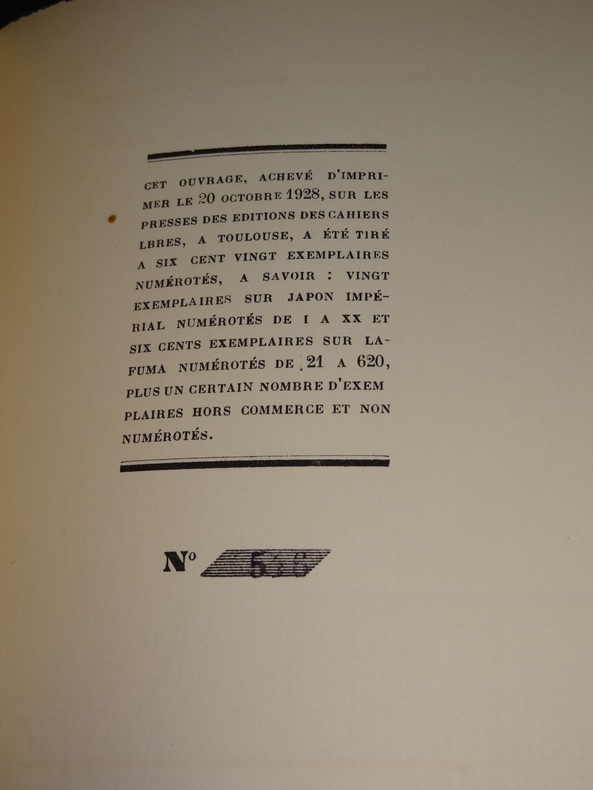 CET OUVRAGE, ACHEVÉ D'IMPRI-
MER LE 20 OCTOBRE 1928, SUR LES
PRESSES DES EDITIONS DES CAHIERS
LBRES, A TOULOUSE, A ÉTÉ TIRÉ
A SIX CENT VINGT EXEMPLAIRES
NUMÉROTÉS, A SAVOIR : VINGT
EXEMPLAIRES SUR JAPON IMPÉ-
RIAL NUMÉROTÉS DE I A XX ET
SIX CENTS EXEMPLAIRES SUR LA-
FUMA NUMÉROTÉS DE 21 A 620,
PLUS UN CERTAIN NOMBRE D'EXEM
PLAIRES HORS COMMERCE ET NON
NUMÉROTÉS.
Nº